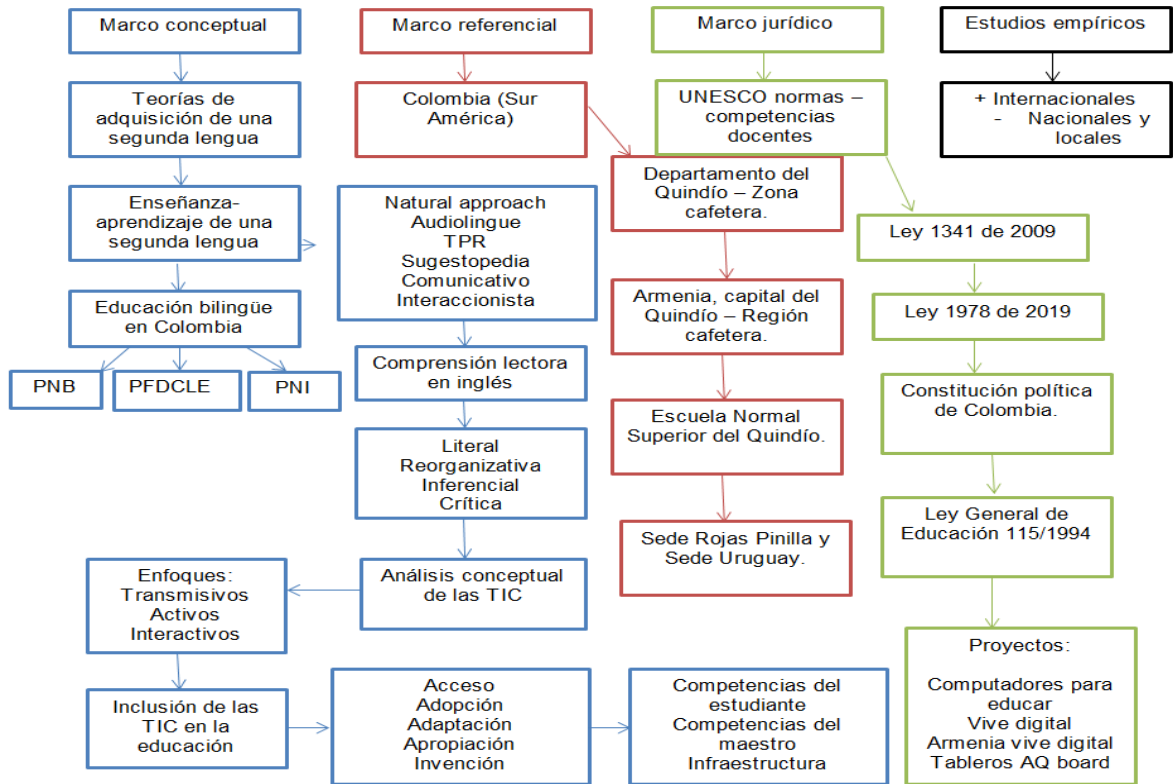 Marco conceptual
Teorías de
adquisición de una
segunda lengua
Enseñanza-
aprendizaje de una
segunda lengua
Educación bilingüe
en Colombia
PNB
PFDCLE
PNI
Natural approach
Audiolingue
TPR
Sugestopedia
Comunicativo
Interaccionista
Comprensión lectora
en inglés
Literal
Reorganizativa
Inferencial
Crítica
Análisis conceptual
de las TIC
Enfoques:
Transmisivos
Activos
Interactivos
Inclusión de las
TIC en la
educación
Acceso
Adopción
Adaptación
Apropiación
Invención
Competencias del
estudiante
Competencias del
maestro
Infraestructura
Marco referencial
Colombia (Sur
América)
Departamento del
Quindío – Zona
cafetera.
Armenia, capital del
Quindío – Región
cafetera.
Escuela Normal
Superior del Quindío.
Sede Rojas Pinilla y
Sede Uruguay.
Marco jurídico
UNESCO normas –
competencias
docentes
Ley 1341 de 2009
Ley 1978 de 2019
Constitución política
de Colombia.
Ley General de
Educación 115/1994
Proyectos:
Computadores para
educar
Vive digital
Armenia vive digital
Tableros AQ board
Estudios empíricos
+ Internacionales
- Nacionales y
locales